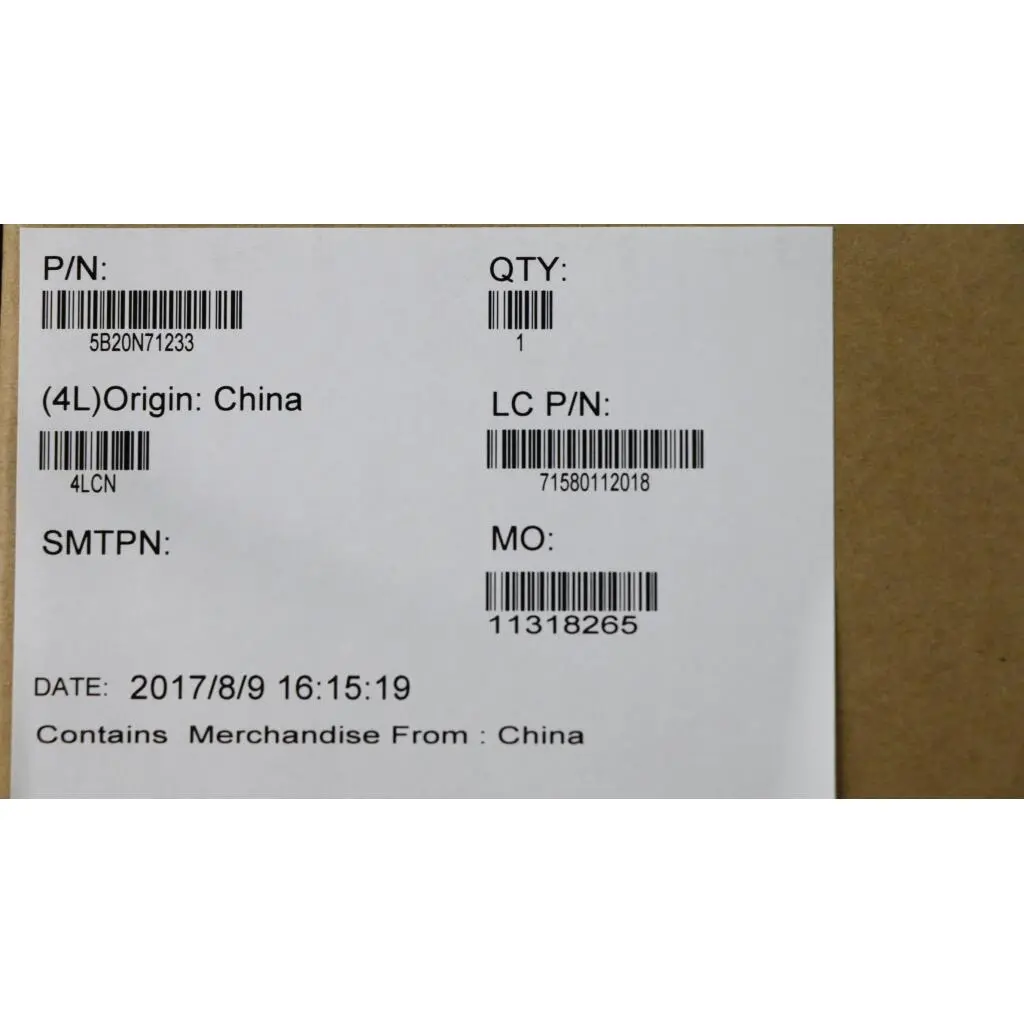 P/N:
5B20N71233
QTY:
1
(4L)Origin: China
4LCN
LC P/N:
71580112018
SMTPN:
MO:
11318265
DATE: 2017/8/9 16:15:19
Contains Merchandise From : China